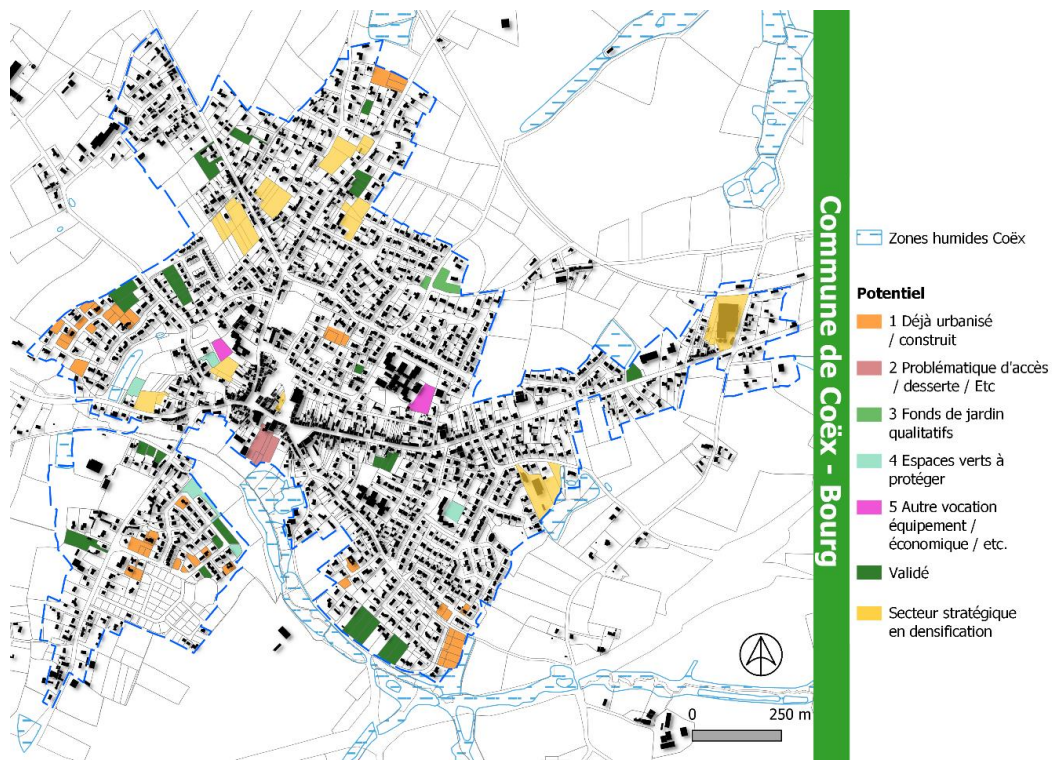 Commune de Coëx - Bourg
Zones humides Coëx
Potentiel
1 Déjà urbanisé
/ construit
2 Problématique d'accès
/ desserte / Etc
3 Fonds de jardin
qualitatifs
4 Espaces verts à
protéger
5 Autre vocation
équipement /
économique / etc.
Validé
Secteur stratégique
en densification
0 250 m